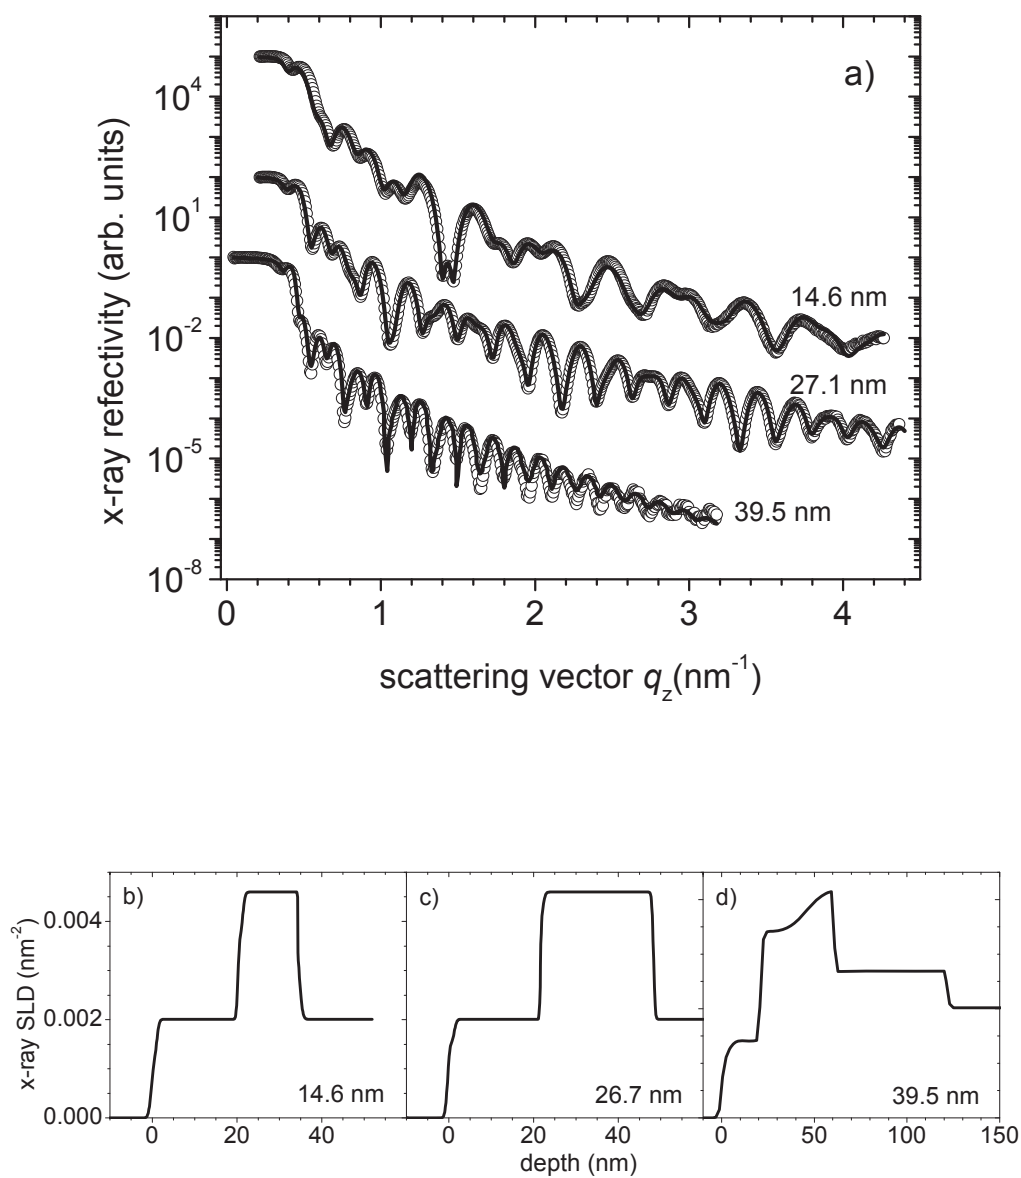 a)
10^4
10^1
10^-2
10^-5
10^-8
x-ray refectivity (arb. units)
14.6 nm
27.1 nm
39.5 nm
0 1 2 3 4
scattering vector q_z(nm^-1)
b) c) d)
0.004
0.002
0.000
x-ray SLD (nm^-2)
14.6 nm 26.7 nm 39.5 nm
0 20 40 0 20 40 0 50 100 150
depth (nm)